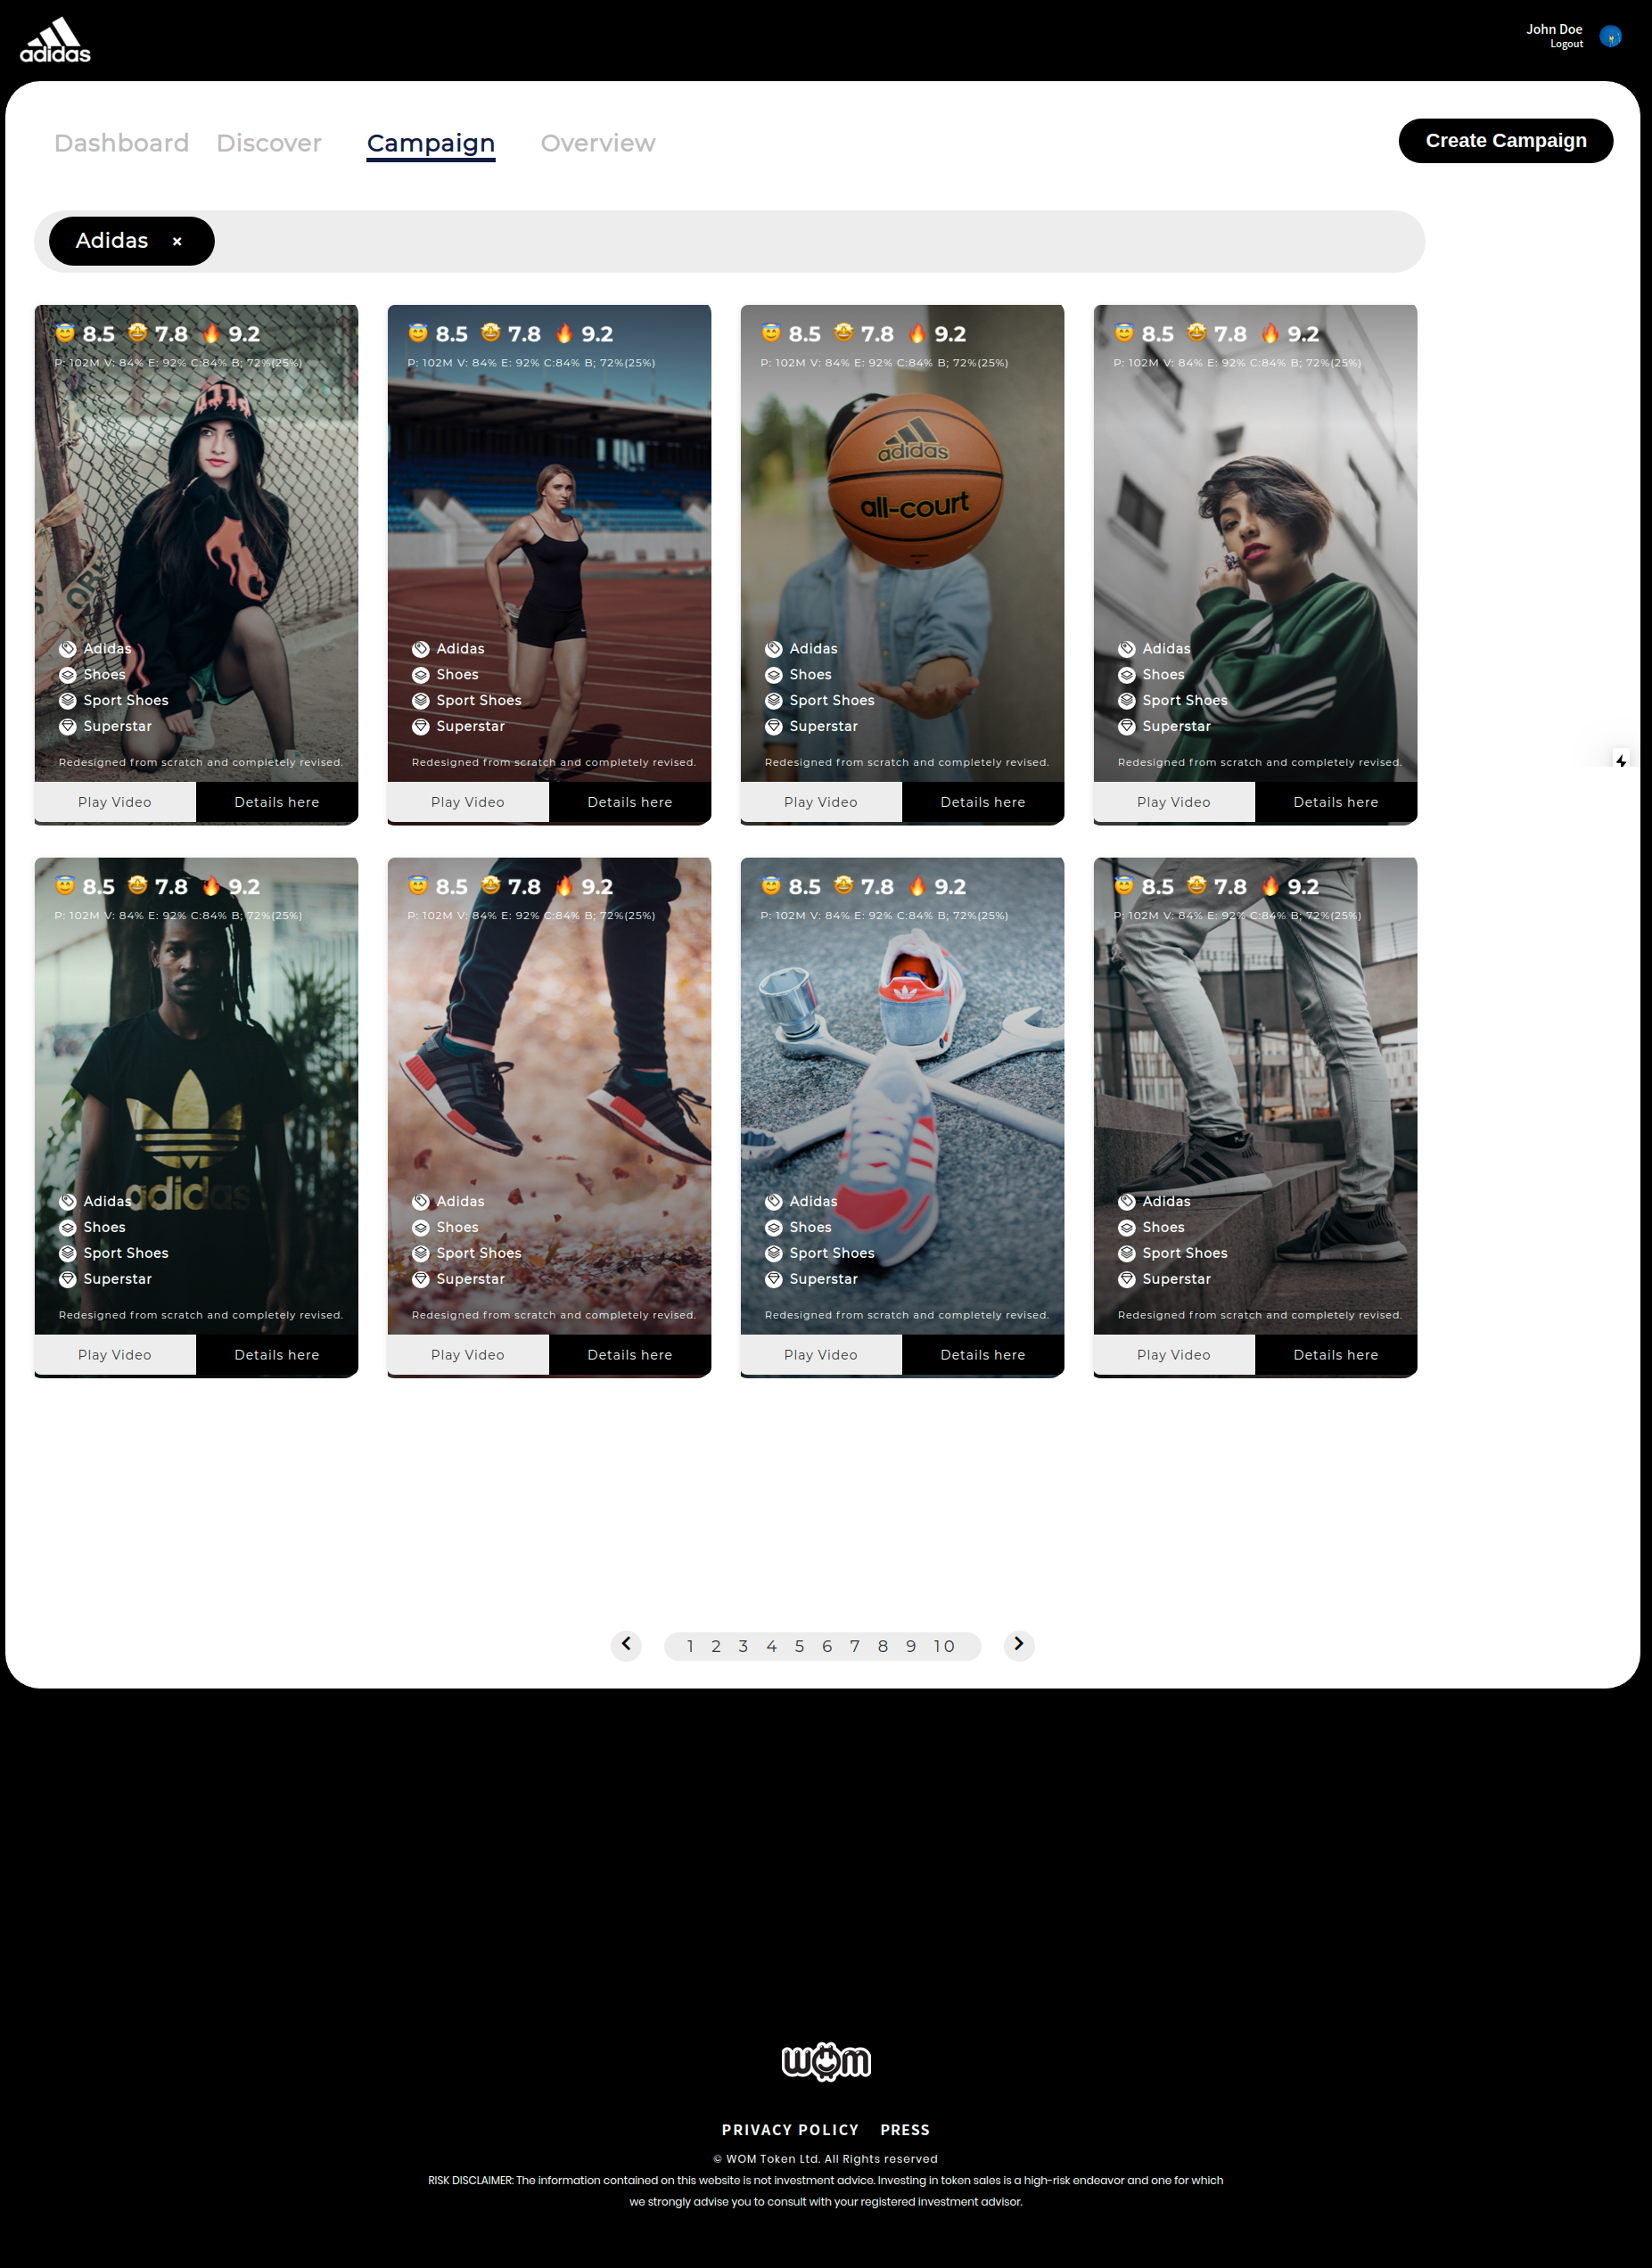 adidas
John Doe
Logout
Dashboard Discover Campaign Overview
Create Campaign
Adidas ×
😇 8.5 🤩 7.8 🔥 9.2
P: 102M V: 84% E: 92% C:84% B; 72%(25%)
Adidas
Shoes
Sport Shoes
Superstar
Redesigned from scratch and completely revised.
Play Video Details here
😇 8.5 🤩 7.8 🔥 9.2
P: 102M V: 84% E: 92% C:84% B; 72%(25%)
Adidas
Shoes
Sport Shoes
Superstar
Redesigned from scratch and completely revised.
Play Video Details here
😇 8.5 🤩 7.8 🔥 9.2
P: 102M V: 84% E: 92% C:84% B; 72%(25%)
adidas
all-court
Adidas
Shoes
Sport Shoes
Superstar
Redesigned from scratch and completely revised.
Play Video Details here
😇 8.5 🤩 7.8 🔥 9.2
P: 102M V: 84% E: 92% C:84% B; 72%(25%)
Adidas
Shoes
Sport Shoes
Superstar
Redesigned from scratch and completely revised.
Play Video Details here
😇 8.5 🤩 7.8 🔥 9.2
P: 102M V: 84% E: 92% C:84% B; 72%(25%)
adidas
Adidas
Shoes
Sport Shoes
Superstar
Redesigned from scratch and completely revised.
Play Video Details here
😇 8.5 🤩 7.8 🔥 9.2
P: 102M V: 84% E: 92% C:84% B; 72%(25%)
Adidas
Shoes
Sport Shoes
Superstar
Redesigned from scratch and completely revised.
Play Video Details here
😇 8.5 🤩 7.8 🔥 9.2
P: 102M V: 84% E: 92% C:84% B; 72%(25%)
Adidas
Shoes
Sport Shoes
Superstar
Redesigned from scratch and completely revised.
Play Video Details here
😇 8.5 🤩 7.8 🔥 9.2
P: 102M V: 84% E: 92% C:84% B; 72%(25%)
Adidas
Shoes
Sport Shoes
Superstar
Redesigned from scratch and completely revised.
Play Video Details here
1 2 3 4 5 6 7 8 9 10
wom
PRIVACY POLICY PRESS
© WOM Token Ltd. All Rights reserved
RISK DISCLAIMER: The information contained on this website is not investment advice. Investing in token sales is a high-risk endeavor and one for which
we strongly advise you to consult with your registered investment advisor.